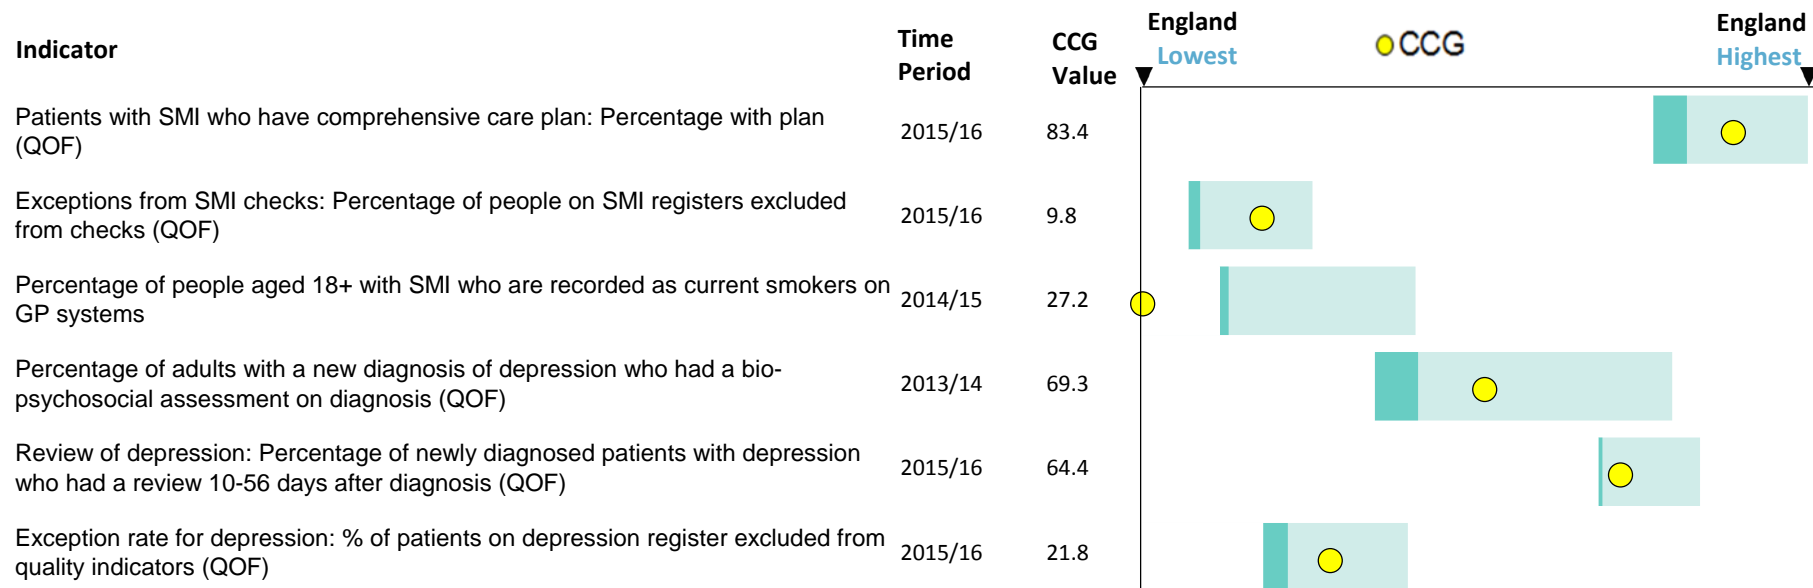 Indicator
Time
Period
CCG
Value
England
Lowest
CCG
England
Highest
Patients with SMI who have comprehensive care plan: Percentage with plan
(QOF)
2015/16
83.4
Exceptions from SMI checks: Percentage of people on SMI registers excluded
from checks (QOF)
2015/16
9.8
Percentage of people aged 18+ with SMI who are recorded as current smokers on
GP systems
2014/15
27.2
Percentage of adults with a new diagnosis of depression who had a bio-
psychosocial assessment on diagnosis (QOF)
2013/14
69.3
Review of depression: Percentage of newly diagnosed patients with depression
who had a review 10-56 days after diagnosis (QOF)
2015/16
64.4
Exception rate for depression: % of patients on depression register excluded from
quality indicators (QOF)
2015/16
21.8